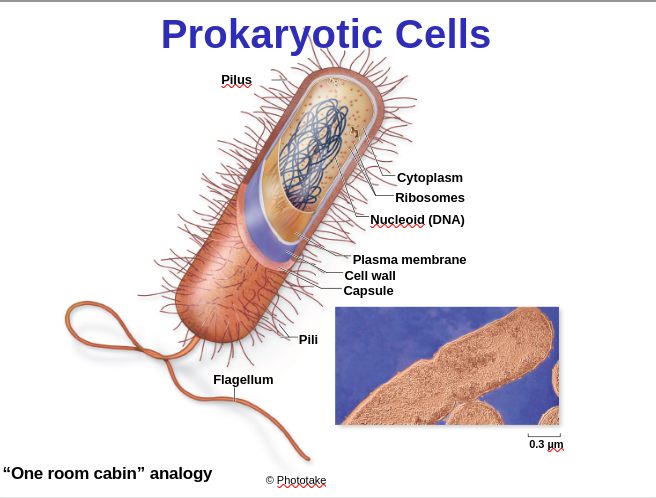 Prokaryotic Cells
Pilus
Cytoplasm
Ribosomes
Nucleoid (DNA)
Plasma membrane
Cell wall
Capsule
Pili
Flagellum
0.3 µm
“One room cabin” analogy
© Phototake